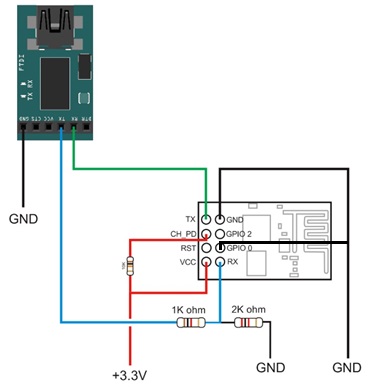 FTDI
TX RX
GND CTS VCC TX RX DTR
GND
TX GND
CH_PD GPIO 2
RST GPIO 0
VCC RX
10K
1K ohm 2K ohm
+3.3V
GND
GND